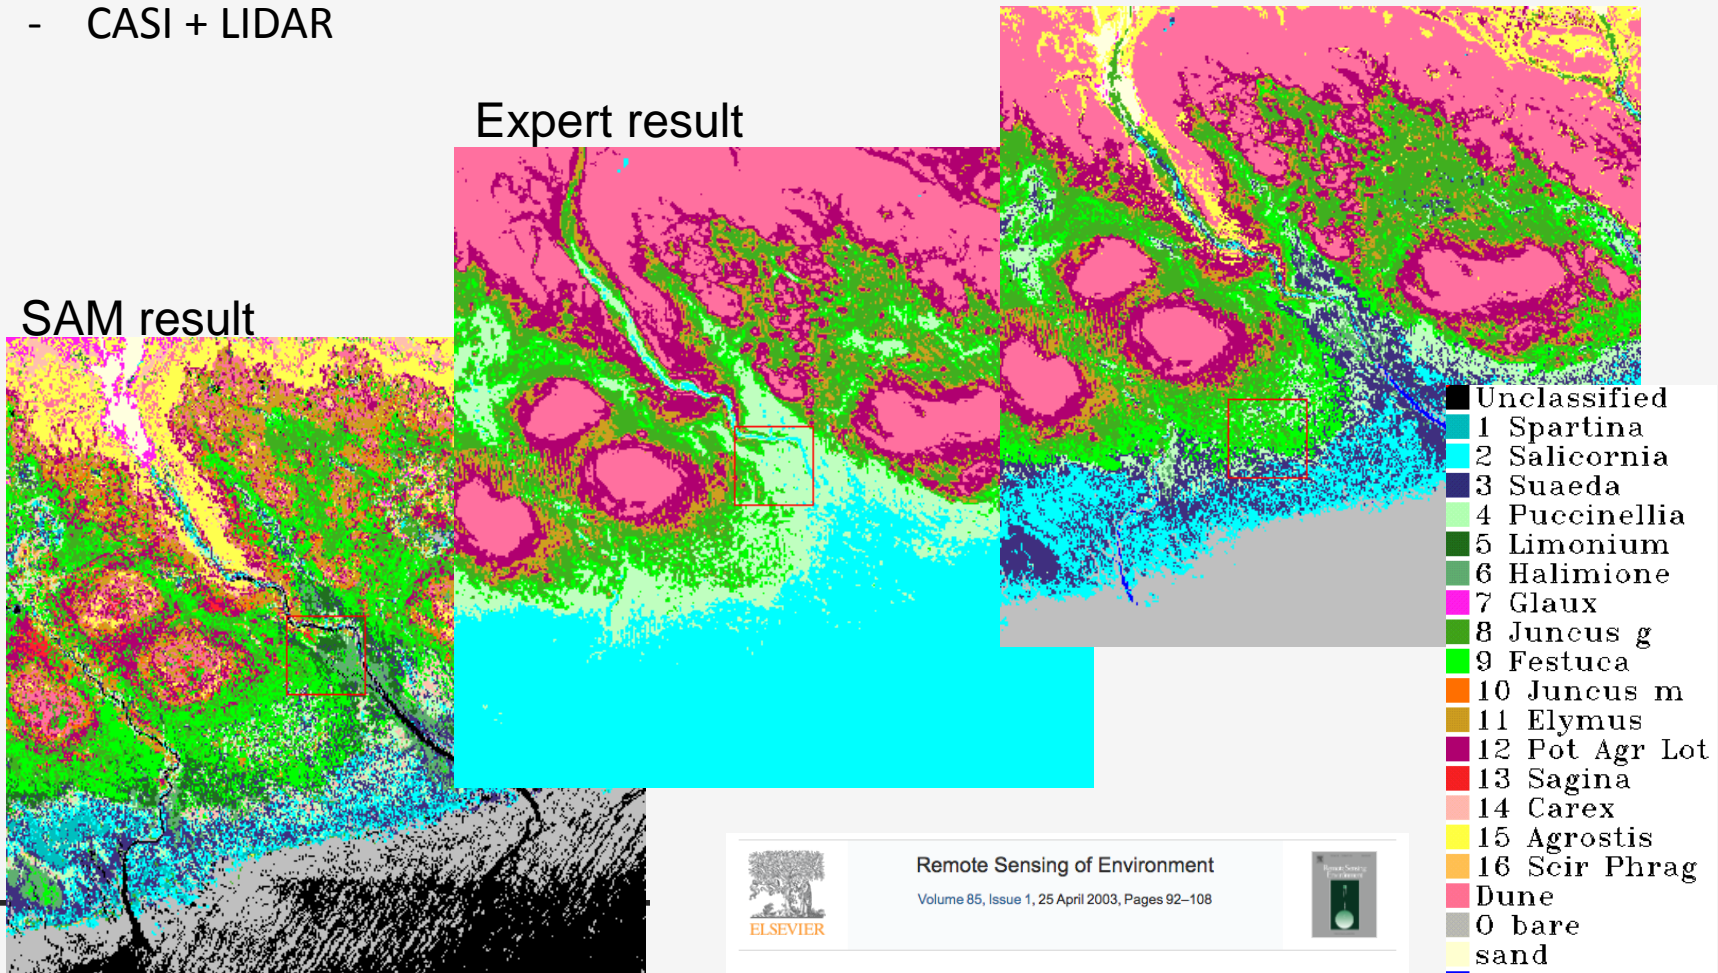 - CASI + LIDAR
Expert result
SAM result
Unclassified
1 Spartina
2 Salicornia
3 Suaeda
4 Puccinellia
5 Limonium
6 Halimione
7 Glaux
8 Juncus g
9 Festuca
10 Juncus m
11 Elymus
12 Pot Agr Lot
13 Sagina
14 Carex
15 Agrostis
16 Scir Phrag
Dune
0 bare
sand
ELSEVIER
Remote Sensing of Environment
Volume 85, Issue 1, 25 April 2003, Pages 92–108